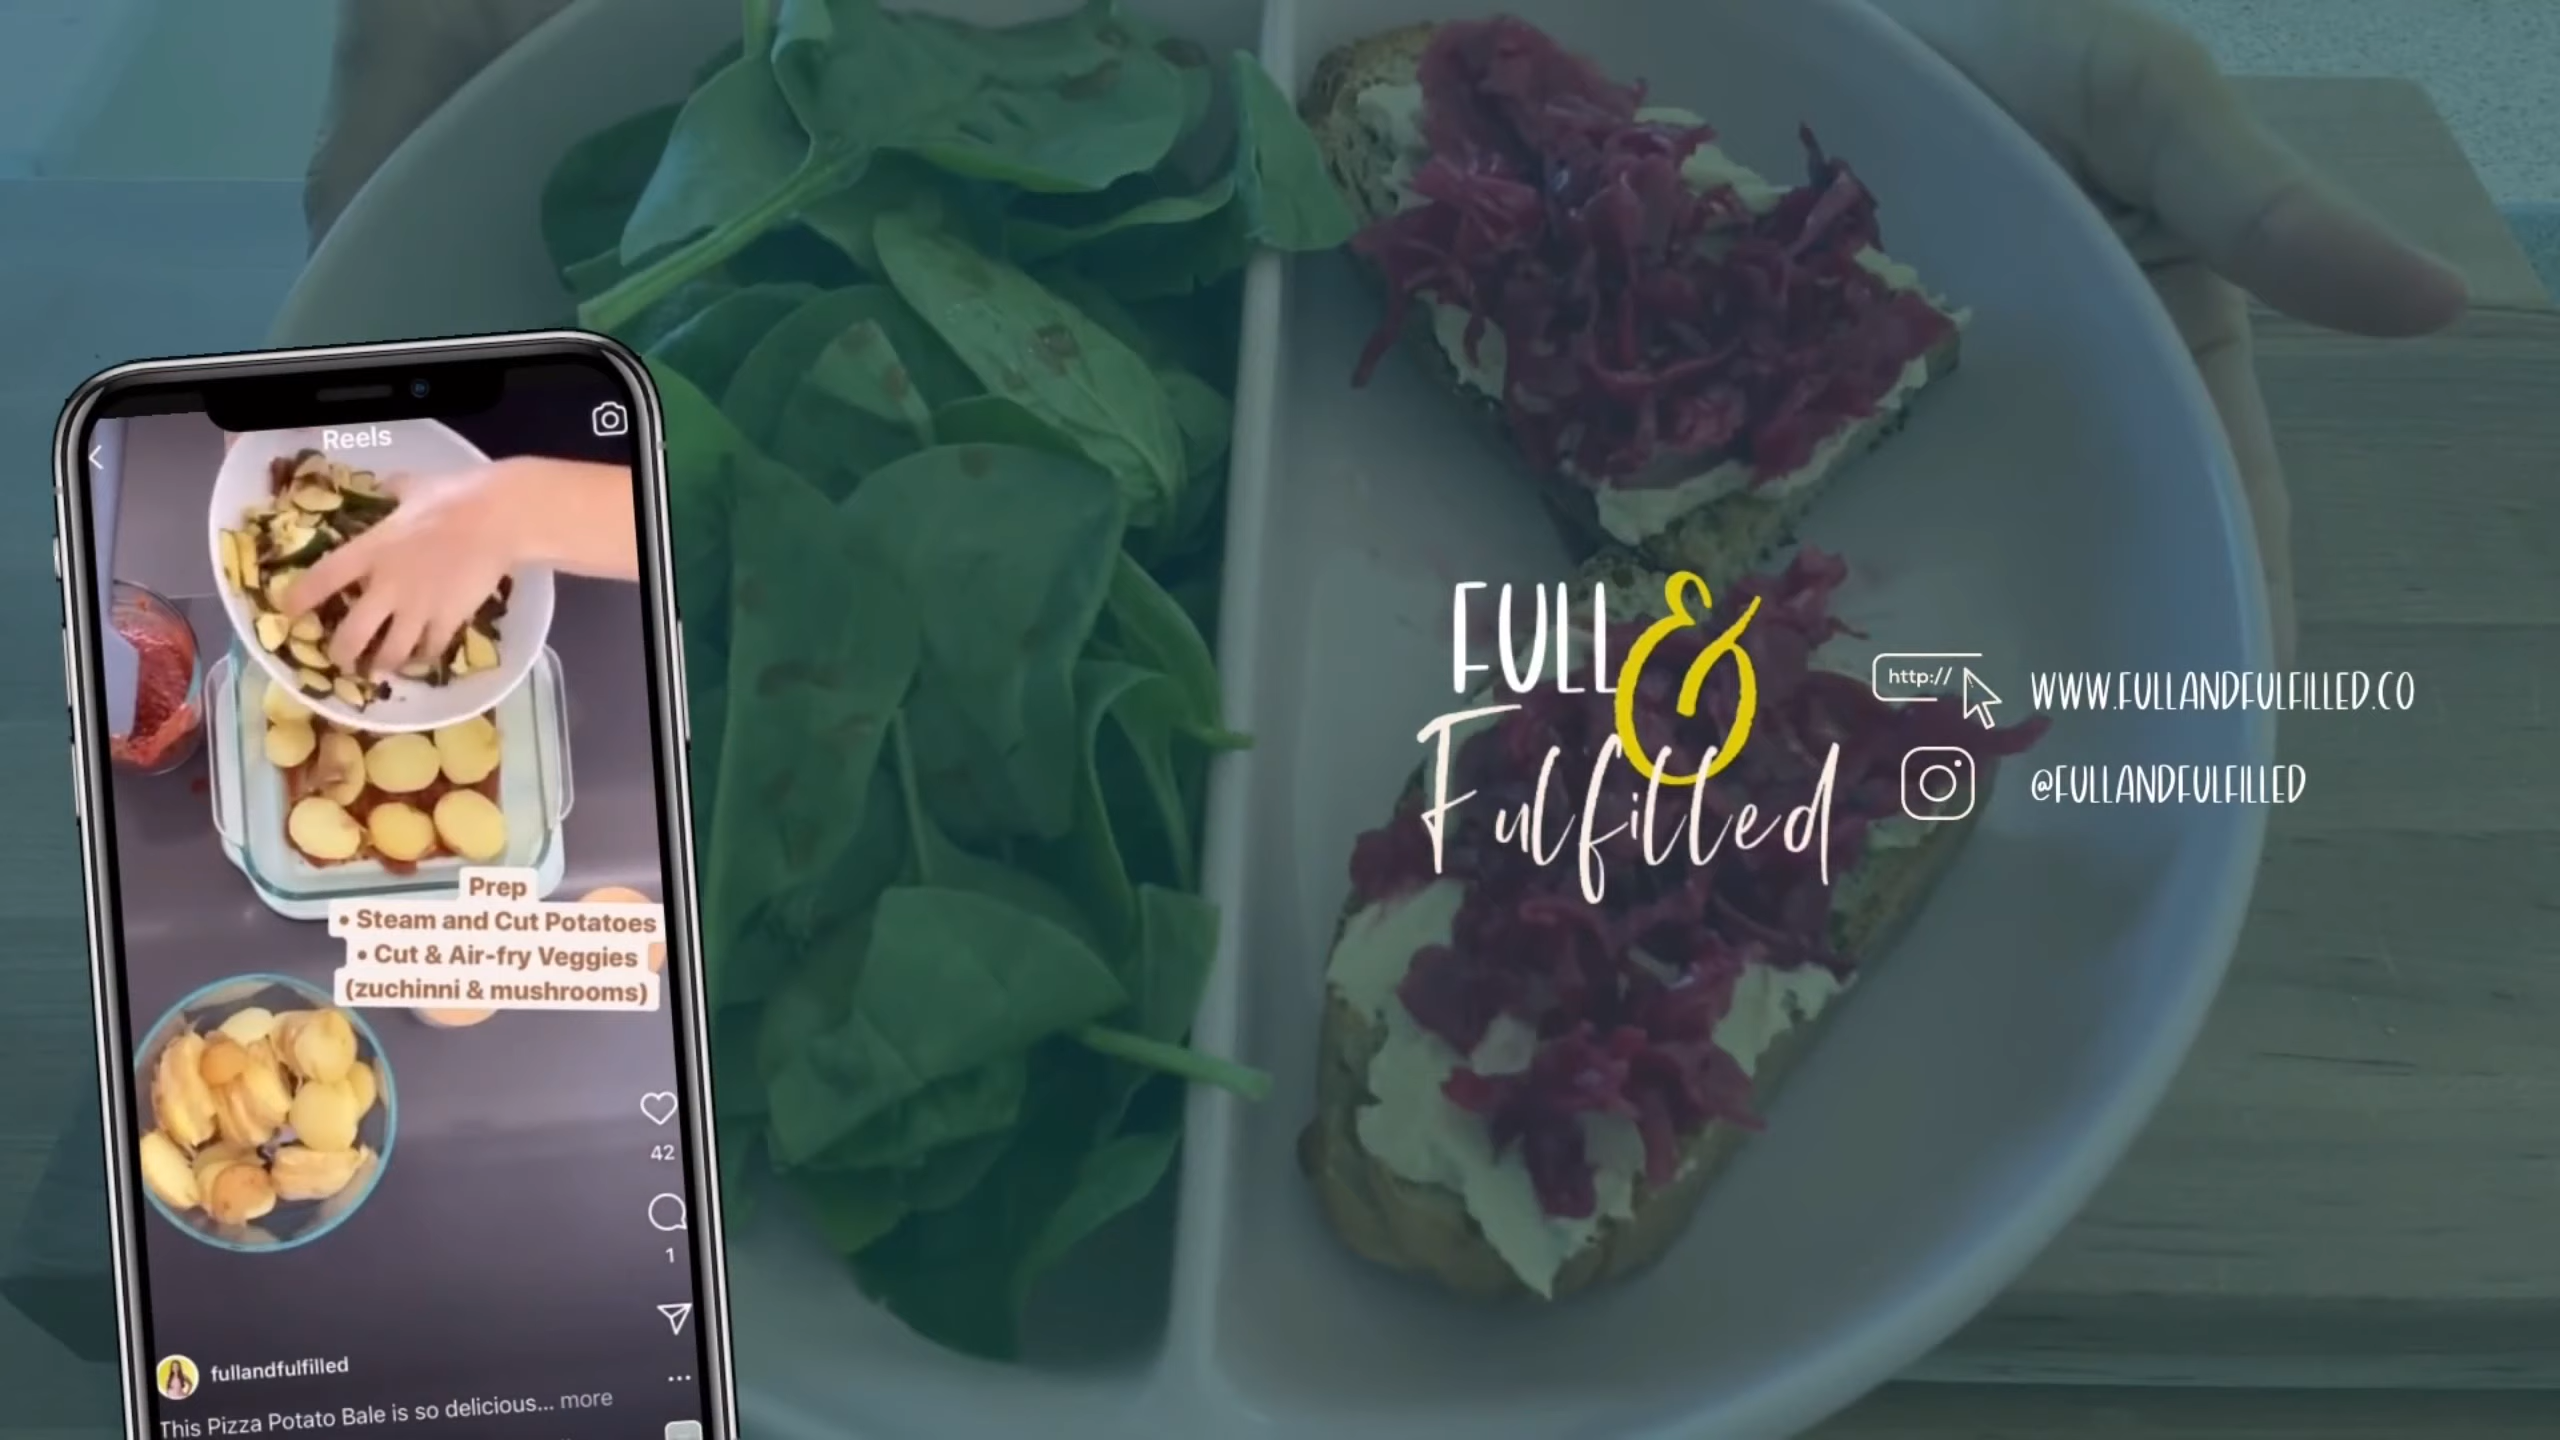 Reels
Prep
• Steam and Cut Potatoes
• Cut & Air-fry Veggies
(zuchinni & mushrooms)
42
1
fullandfulfilled
This Pizza Potato Bale is so delicious... more
FULL &
Fulfilled
http://
WWW.FULLANDFULFILLED.CO
@FULLANDFULFILLED